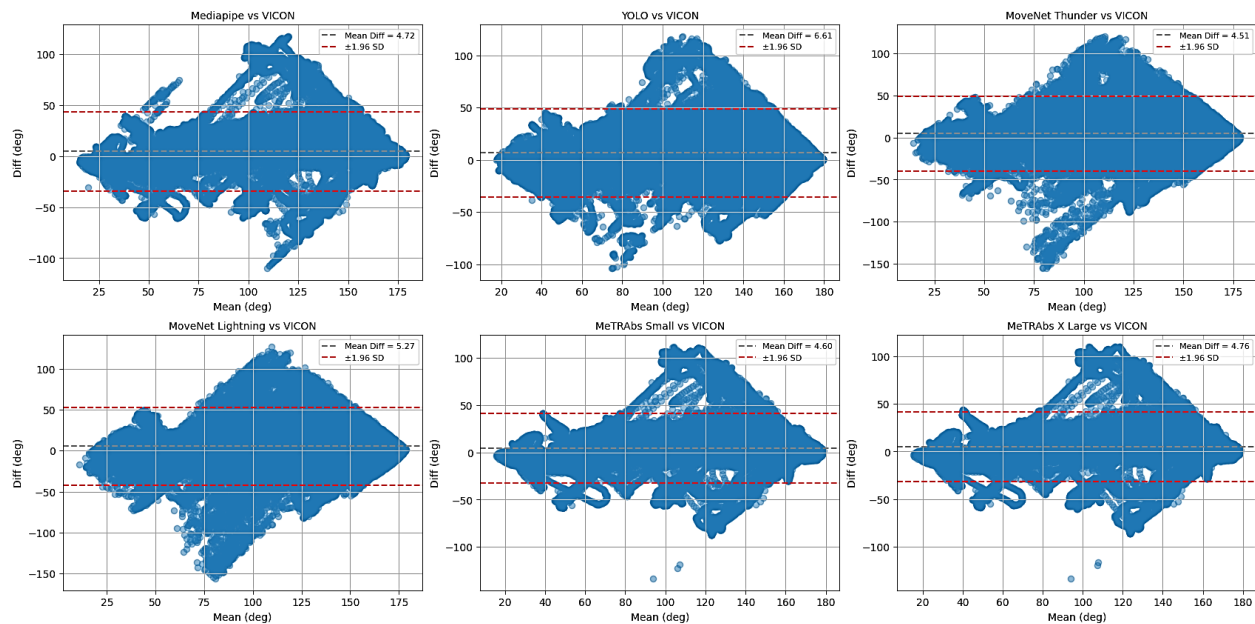 Mediapipe vs VICON
Mean Diff = 4.72
±1.96 SD
100
50
0
−50
−100
Diff (deg)
25
50
75
100
125
150
175
Mean (deg)
YOLO vs VICON
Mean Diff = 6.61
±1.96 SD
100
50
0
−50
−100
Diff (deg)
20
40
60
80
100
120
140
160
180
Mean (deg)
MoveNet Thunder vs VICON
Mean Diff = 4.51
±1.96 SD
100
50
0
−50
−100
−150
Diff (deg)
25
50
75
100
125
150
175
Mean (deg)
MoveNet Lightning vs VICON
Mean Diff = 5.27
±1.96 SD
100
50
0
−50
−100
−150
Diff (deg)
25
50
75
100
125
150
175
Mean (deg)
MeTRAbs Small vs VICON
Mean Diff = 4.60
±1.96 SD
100
50
0
−50
−100
Diff (deg)
20
40
60
80
100
120
140
160
180
Mean (deg)
MeTRAbs X Large vs VICON
Mean Diff = 4.76
±1.96 SD
100
50
0
−50
−100
Diff (deg)
20
40
60
80
100
120
140
160
180
Mean (deg)